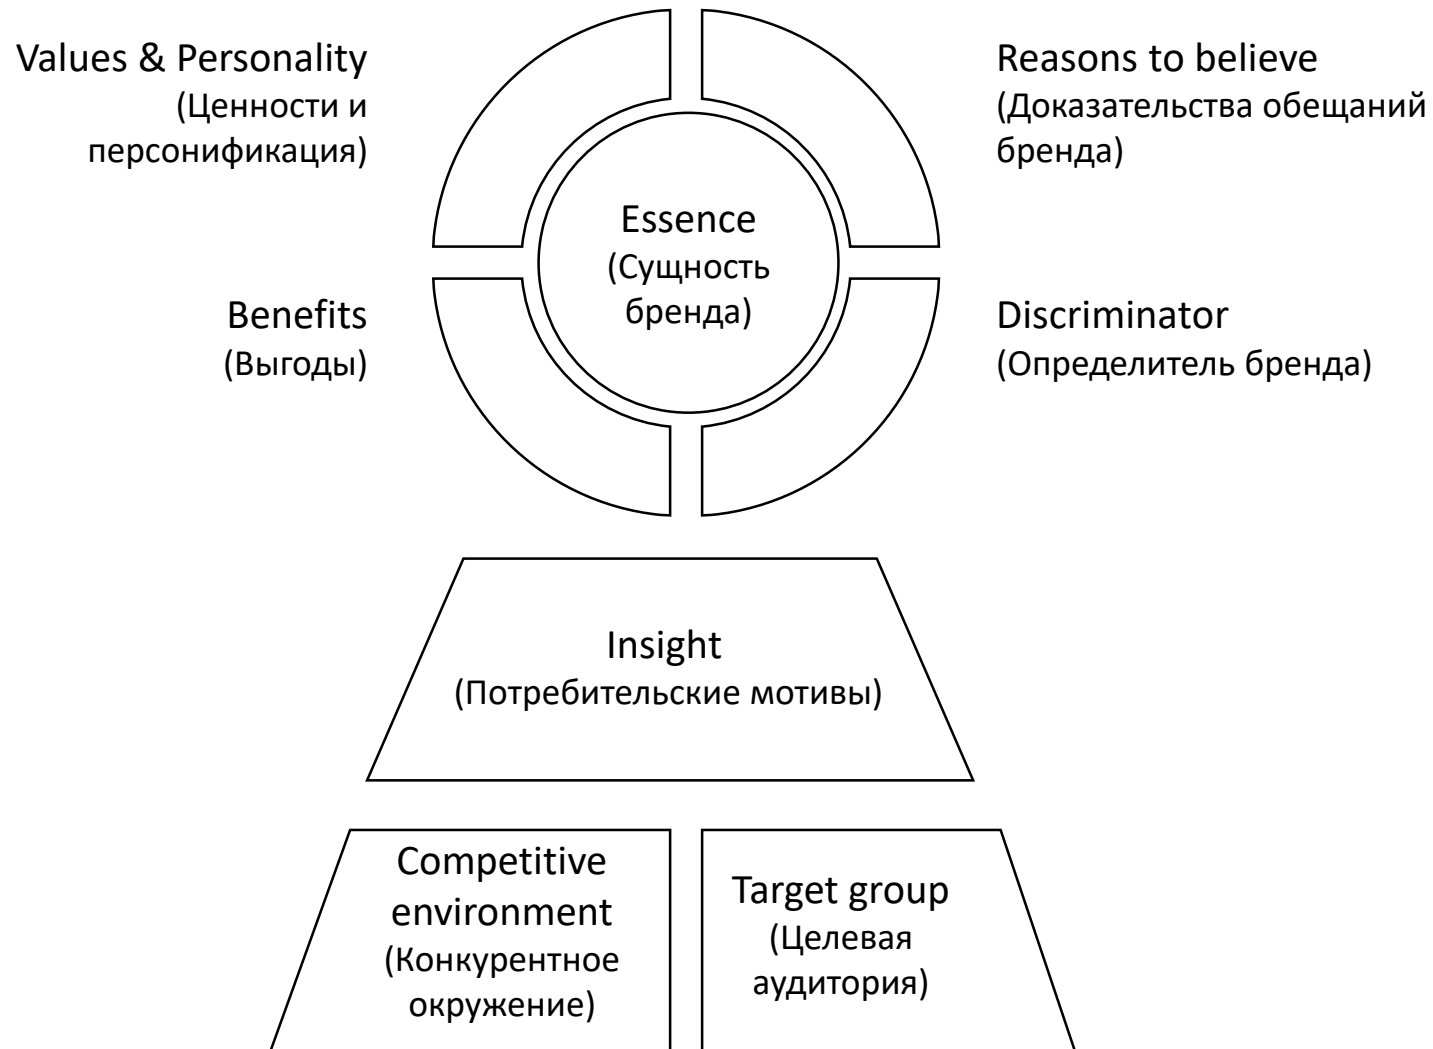 Values & Personality
(Ценности и
персонификация)
Reasons to believe
(Доказательства обещаний
бренда)
Essence
(Сущность
бренда)
Benefits
(Выгоды)
Discriminator
(Определитель бренда)
Insight
(Потребительские мотивы)
Competitive
environment
(Конкурентное
окружение)
Target group
(Целевая
аудитория)